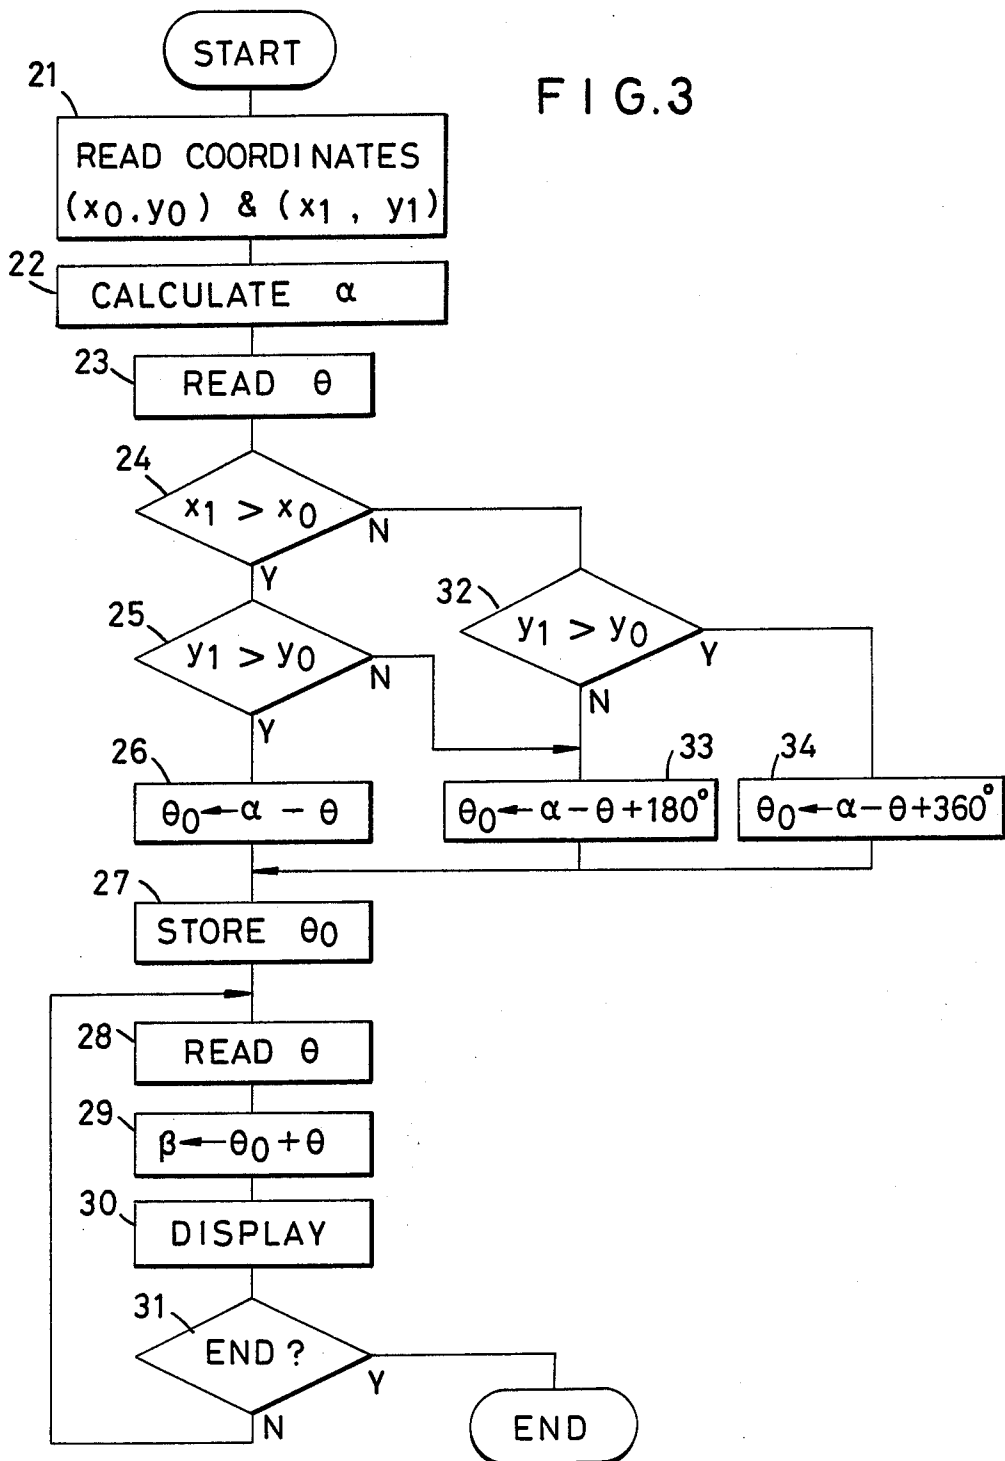 START
FIG.3
21
READ COORDINATES
(x0.y0) & (x1, y1)
22
CALCULATE α
23
READ θ
24
x1 > x0
N
Y
25
y1 > y0
N
Y
32
y1 > y0
Y
N
26
θ0←α - θ
33
θ0←α-θ+180°
34
θ0←α-θ+360°
27
STORE θ0
28
READ θ
29
β←θ0+θ
30
DISPLAY
31
END?
Y
N
END